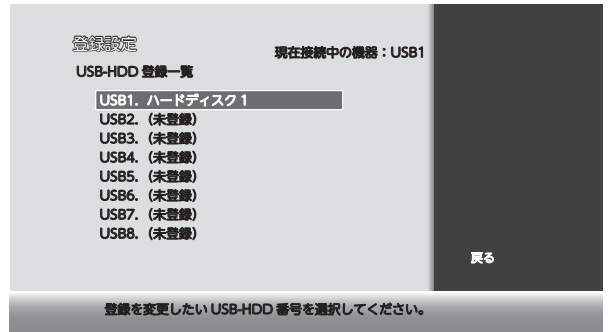 登録設定
現在接続中の機器：USB1
USB-HDD 登録一覧
USB1. ハードディスク 1
USB2.（未登録）
USB3.（未登録）
USB4.（未登録）
USB5.（未登録）
USB6.（未登録）
USB7.（未登録）
USB8.（未登録）
戻る
登録を変更したい USB-HDD 番号を選択してください。